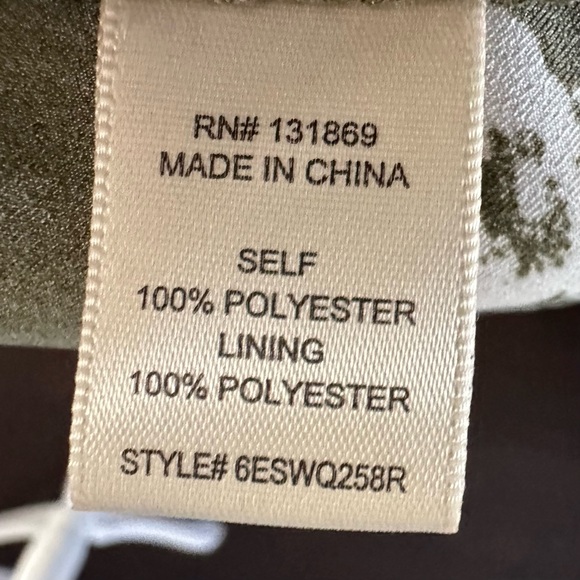 RN# 131869
MADE IN CHINA
SELF
100% POLYESTER
LINING
100% POLYESTER
STYLE# 6ESWQ258R